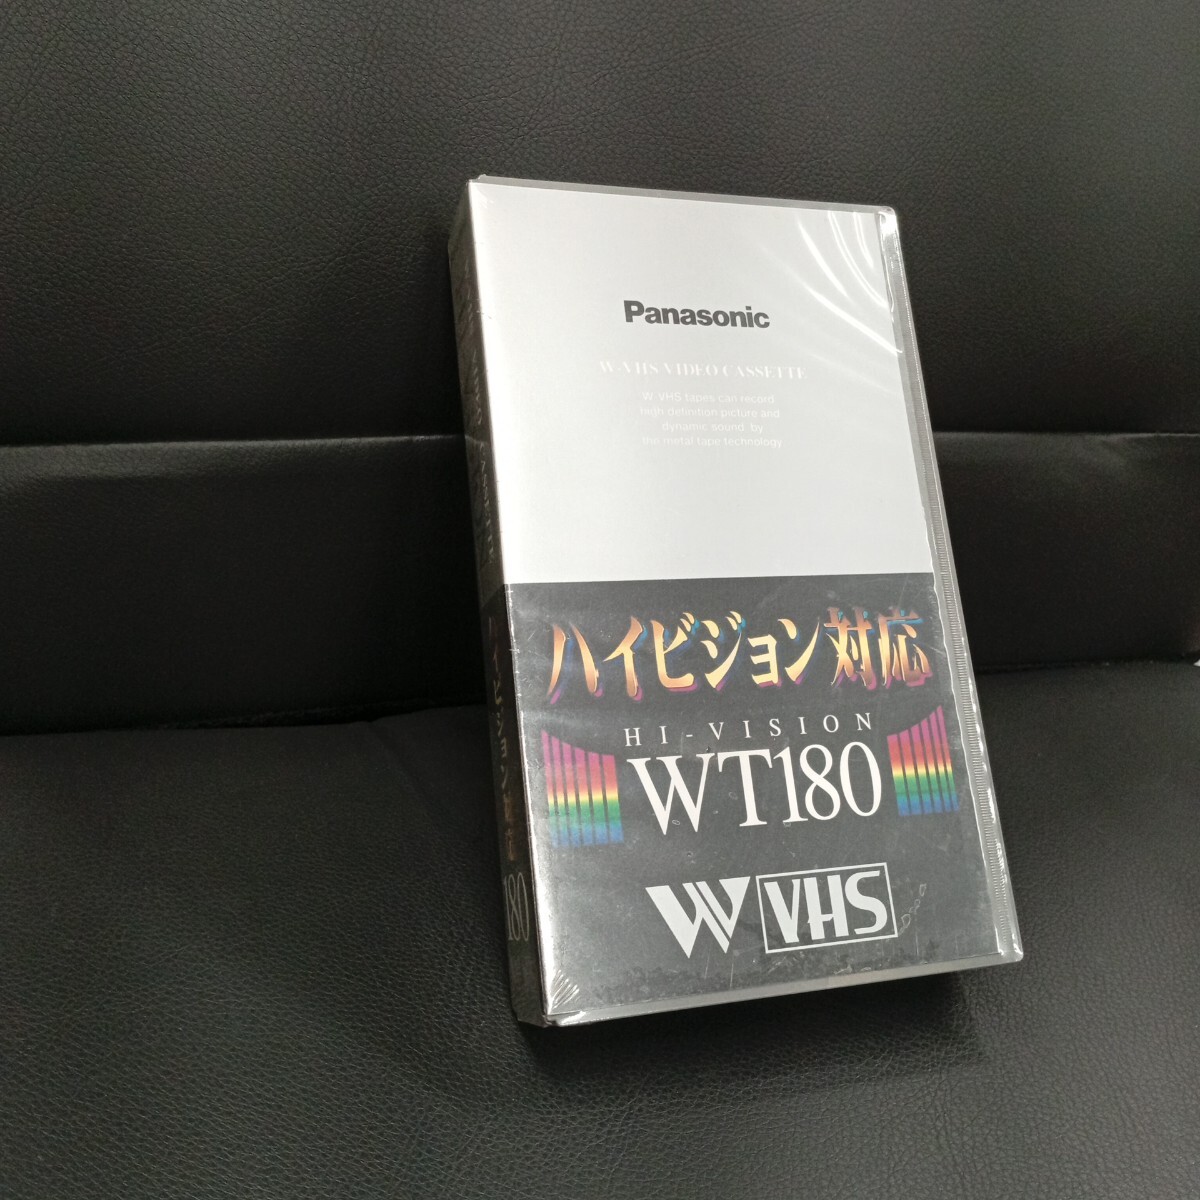 Panasonic
W-VHS VIDEO CASSETTE
W VHS tapes can record
high definition picture and
dynamic sound by
the metal tape technology
ハイビジョン対応
HI-VISION
WT180
W VHS
180